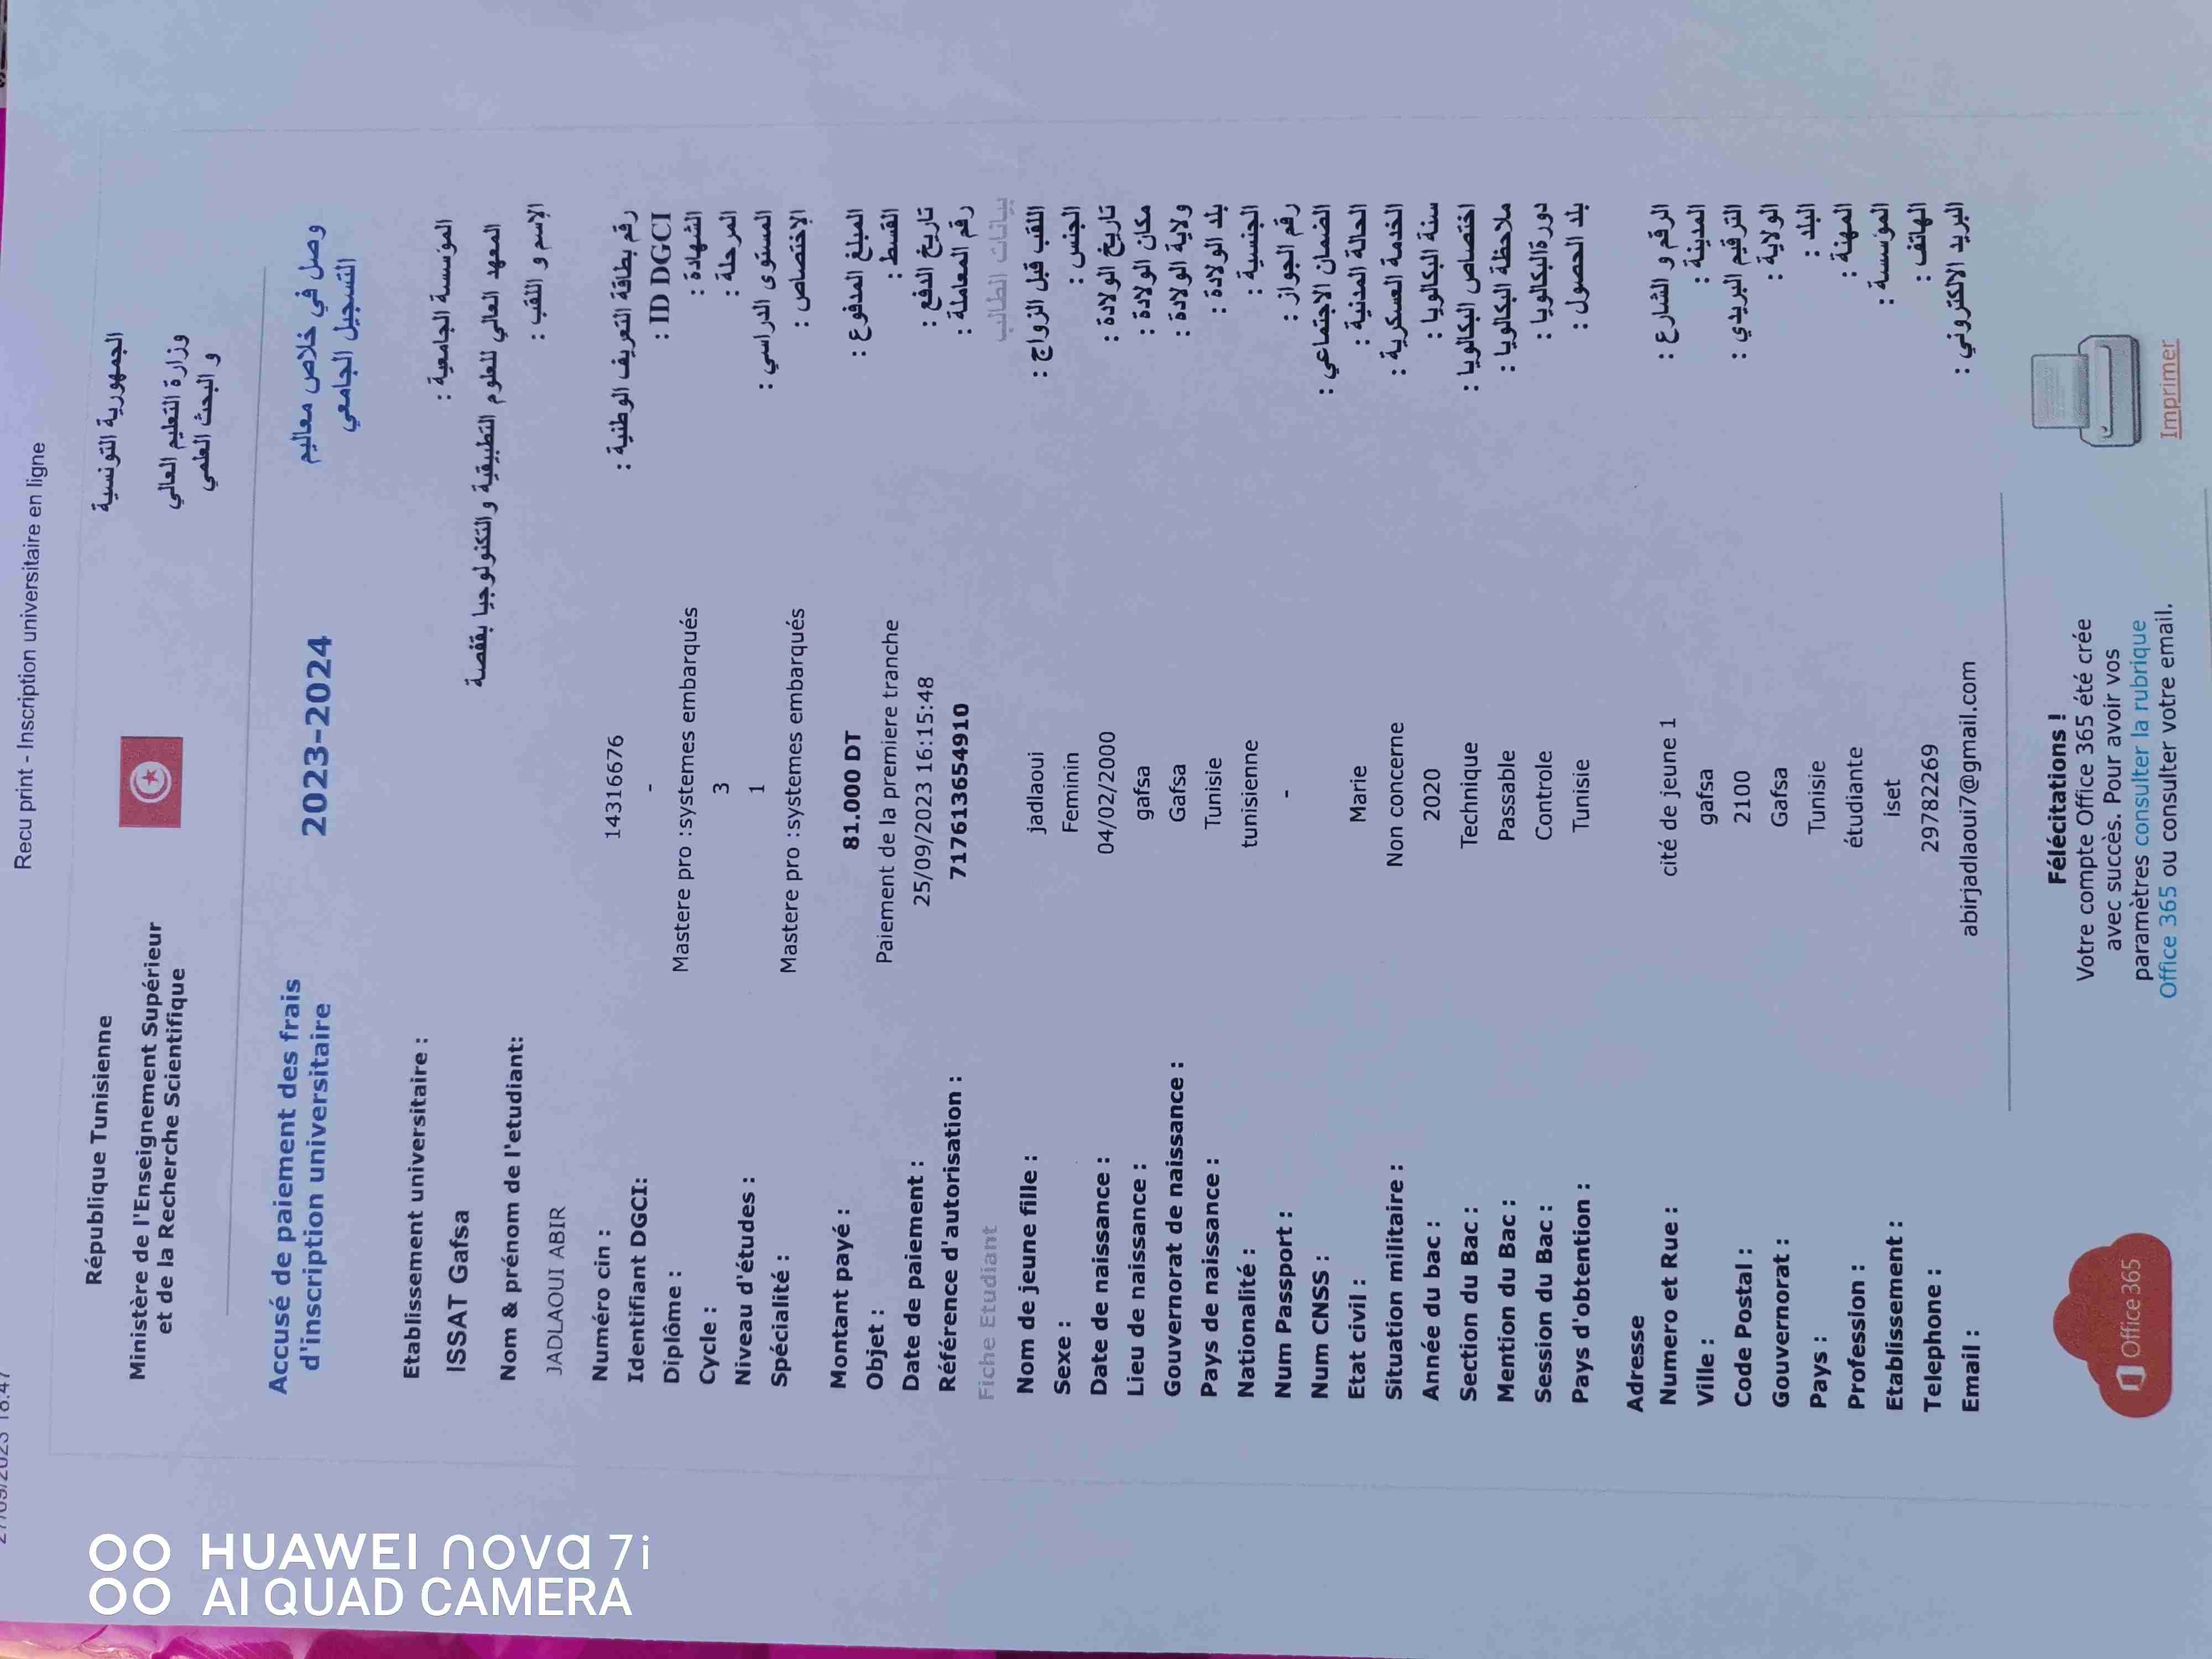 Recu print - Inscription universitaire en ligne
République Tunisienne
الجمهورية التونسية
Ministère de l'Enseignement Supérieur
et de la Recherche Scientifique
وزارة التعليم العالي
و البحث العلمي
Accusé de paiement des frais
d'inscription universitaire
2023-2024
وصل في خلاص معاليم
التسجيل الجامعي
Etablissement universitaire :
المؤسسة الجامعية :
ISSAT Gafsa
المعهد العالي للعلوم التطبيقية و التكنولوجيا بقفصة
Nom & prénom de l'etudiant:
الإسم و اللقب :
JADLAOUI ABIR
Numéro cin : 14316676 رقم بطاقة التعريف الوطنية :
Identifiant DGCI: - ID DGCI :
Diplôme : Mastere pro :systemes embarqués الشهادة :
Cycle : 3 المرحلة :
Niveau d'études : 1 المستوى الدراسي :
Spécialité : Mastere pro :systemes embarqués الإختصاص :
Montant payé : 81.000 DT المبلغ المدفوع :
Objet : Paiement de la premiere tranche القسط :
Date de paiement : 25/09/2023 16:15:48 تاريخ الدفع :
Référence d'autorisation : 717613654910 رقم المعاملة :
Fiche Etudiant بيانات الطالب
Nom de jeune fille : jadlaoui اللقب قبل الزواج :
Sexe : Feminin الجنس :
Date de naissance : 04/02/2000 تاريخ الولادة :
Lieu de naissance : gafsa مكان الولادة :
Gouvernorat de naissance : Gafsa ولاية الولادة :
Pays de naissance : Tunisie بلد الولادة :
Nationalité : tunisienne الجنسية :
Num Passport : - رقم الجواز :
Num CNSS : الضمان الاجتماعي :
Etat civil : Marie الحالة المدنية :
Situation militaire : Non concerne الخدمة العسكرية :
Année du bac : 2020 سنة البكالويا :
Section du Bac : Technique اختصاص البكالويا :
Mention du Bac : Passable ملاحظة البكالويا :
Session du Bac : Controle دورةالبكالويا :
Pays d'obtention : Tunisie بلد الحصول :
Adresse
Numero et Rue : cité de jeune 1 الرقم و الشارع :
Ville : gafsa المدينة :
Code Postal : 2100 الترقيم البريدي :
Gouvernorat : Gafsa الولاية :
Pays : Tunisie البلد :
Profession : étudiante المهنة :
Etablissement : iset المؤسسة :
Telephone : 29782269 الهاتف :
Email : abirjadlaoui7@gmail.com البريد الالكتروني :
Office 365
Félécitations !
Votre compte Office 365 été crée
avec succès. Pour avoir vos
paramètres consulter la rubrique
Office 365 ou consulter votre email.
Imprimer
HUAWEI nova 7i
AI QUAD CAMERA